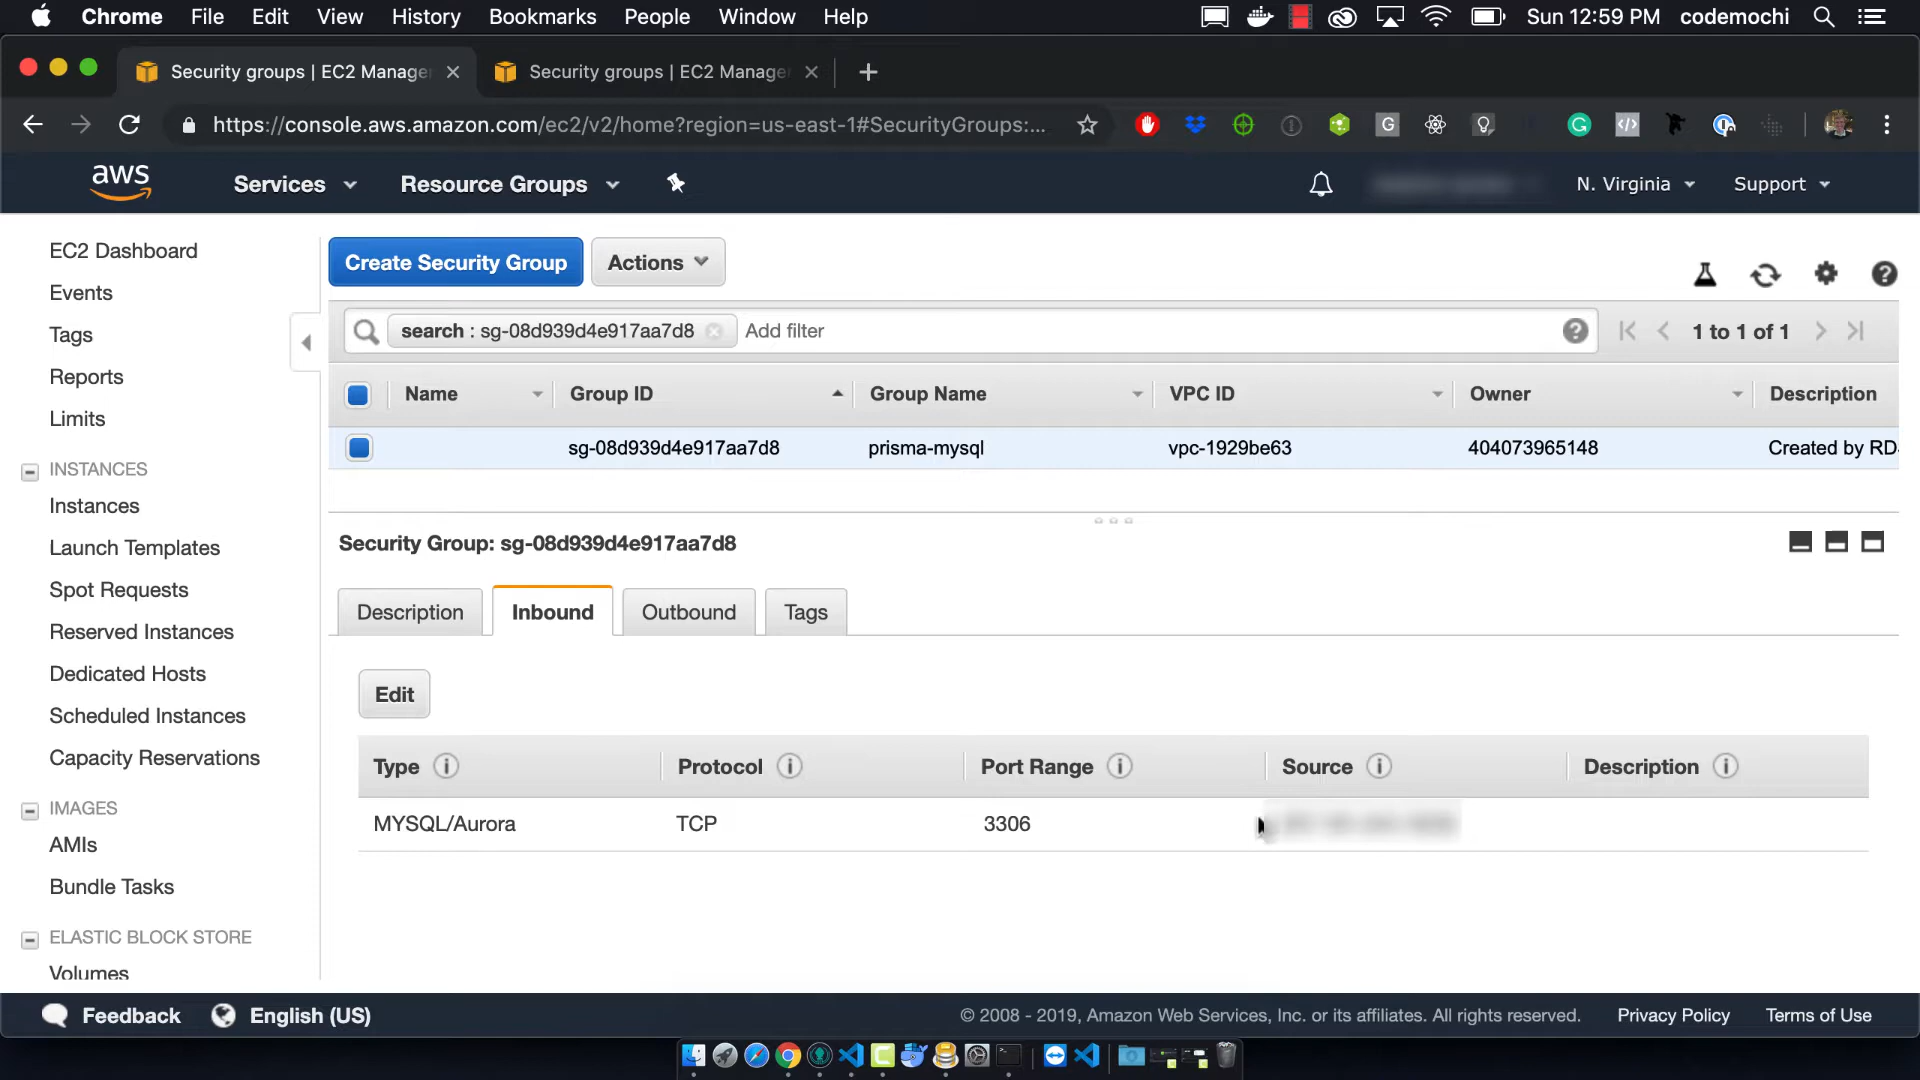 Chrome File Edit View History Bookmarks People Window Help Sun 12:59 PM codemochi
Security groups | EC2 Manage Security groups | EC2 Manage
https://console.aws.amazon.com/ec2/v2/home?region=us-east-1#SecurityGroups:...
aws Services Resource Groups N. Virginia Support
EC2 Dashboard
Events
Tags
Reports
Limits
INSTANCES
Instances
Launch Templates
Spot Requests
Reserved Instances
Dedicated Hosts
Scheduled Instances
Capacity Reservations
IMAGES
AMIs
Bundle Tasks
ELASTIC BLOCK STORE
Volumes
Create Security Group Actions
search : sg-08d939d4e917aa7d8 Add filter 1 to 1 of 1
Name Group ID Group Name VPC ID Owner Description
sg-08d939d4e917aa7d8 prisma-mysql vpc-1929be63 404073965148 Created by RD
Security Group: sg-08d939d4e917aa7d8
Description Inbound Outbound Tags
Edit
Type Protocol Port Range Source Description
MYSQL/Aurora TCP 3306
Feedback English (US) © 2008 - 2019, Amazon Web Services, Inc. or its affiliates. All rights reserved. Privacy Policy Terms of Use